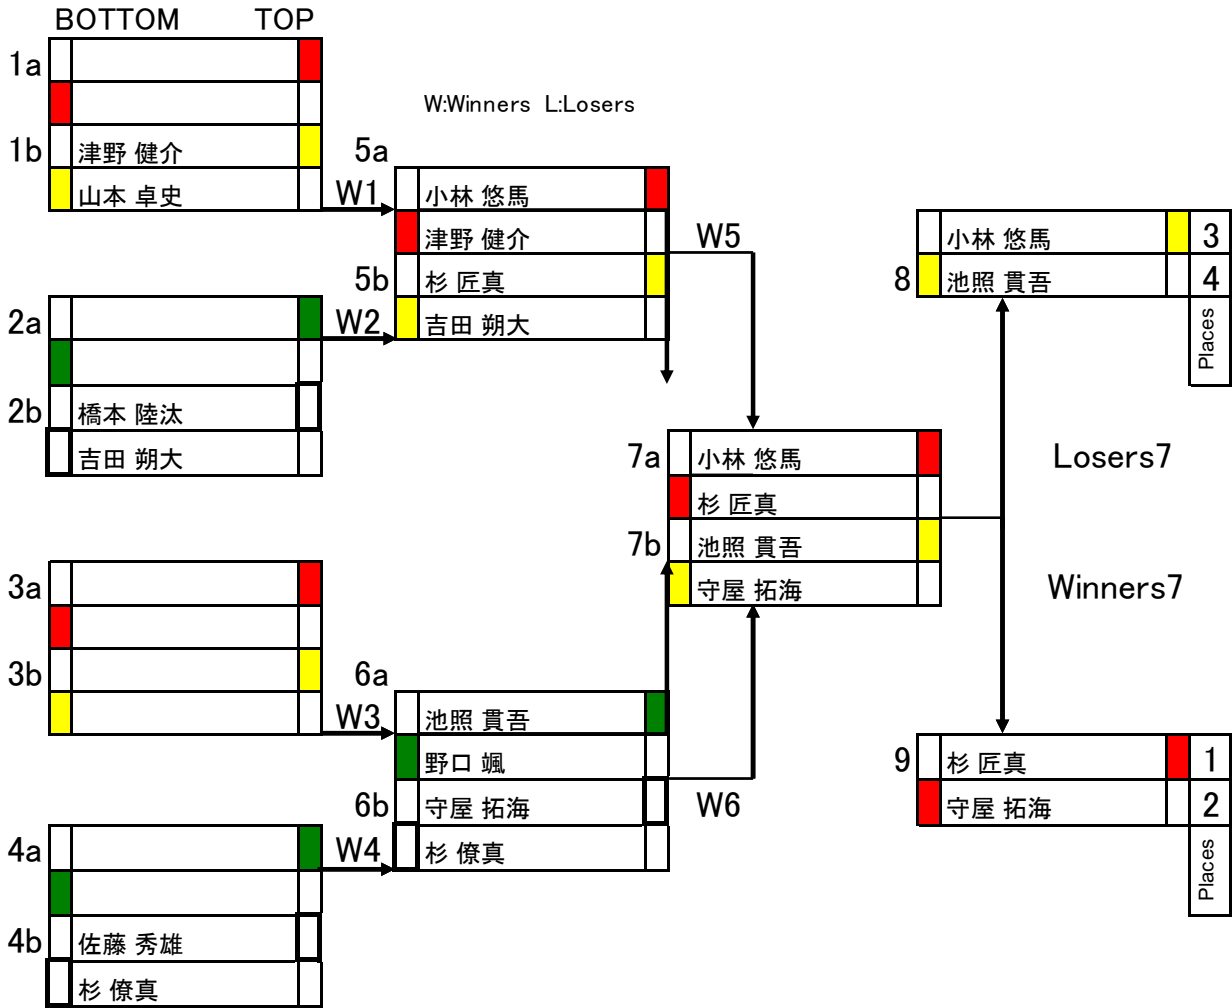 BOTTOM TOP
1a
W:Winners L:Losers
1b 津野 健介
山本 卓史
W1
5a
小林 悠馬
津野 健介
5b 杉 匠真
吉田 朔大
W5
2a
W2
2b 橋本 陸汰
吉田 朔大
小林 悠馬 3
8 池照 貫吾 4
Places
7a 小林 悠馬
杉 匠真
7b 池照 貫吾
守屋 拓海
Losers7
Winners7
3a
3b
W3
6a
池照 貫吾
野口 颯
6b 守屋 拓海
杉 僚真
W6
4a
W4
4b 佐藤 秀雄
杉 僚真
9 杉 匠真 1
守屋 拓海 2
Places